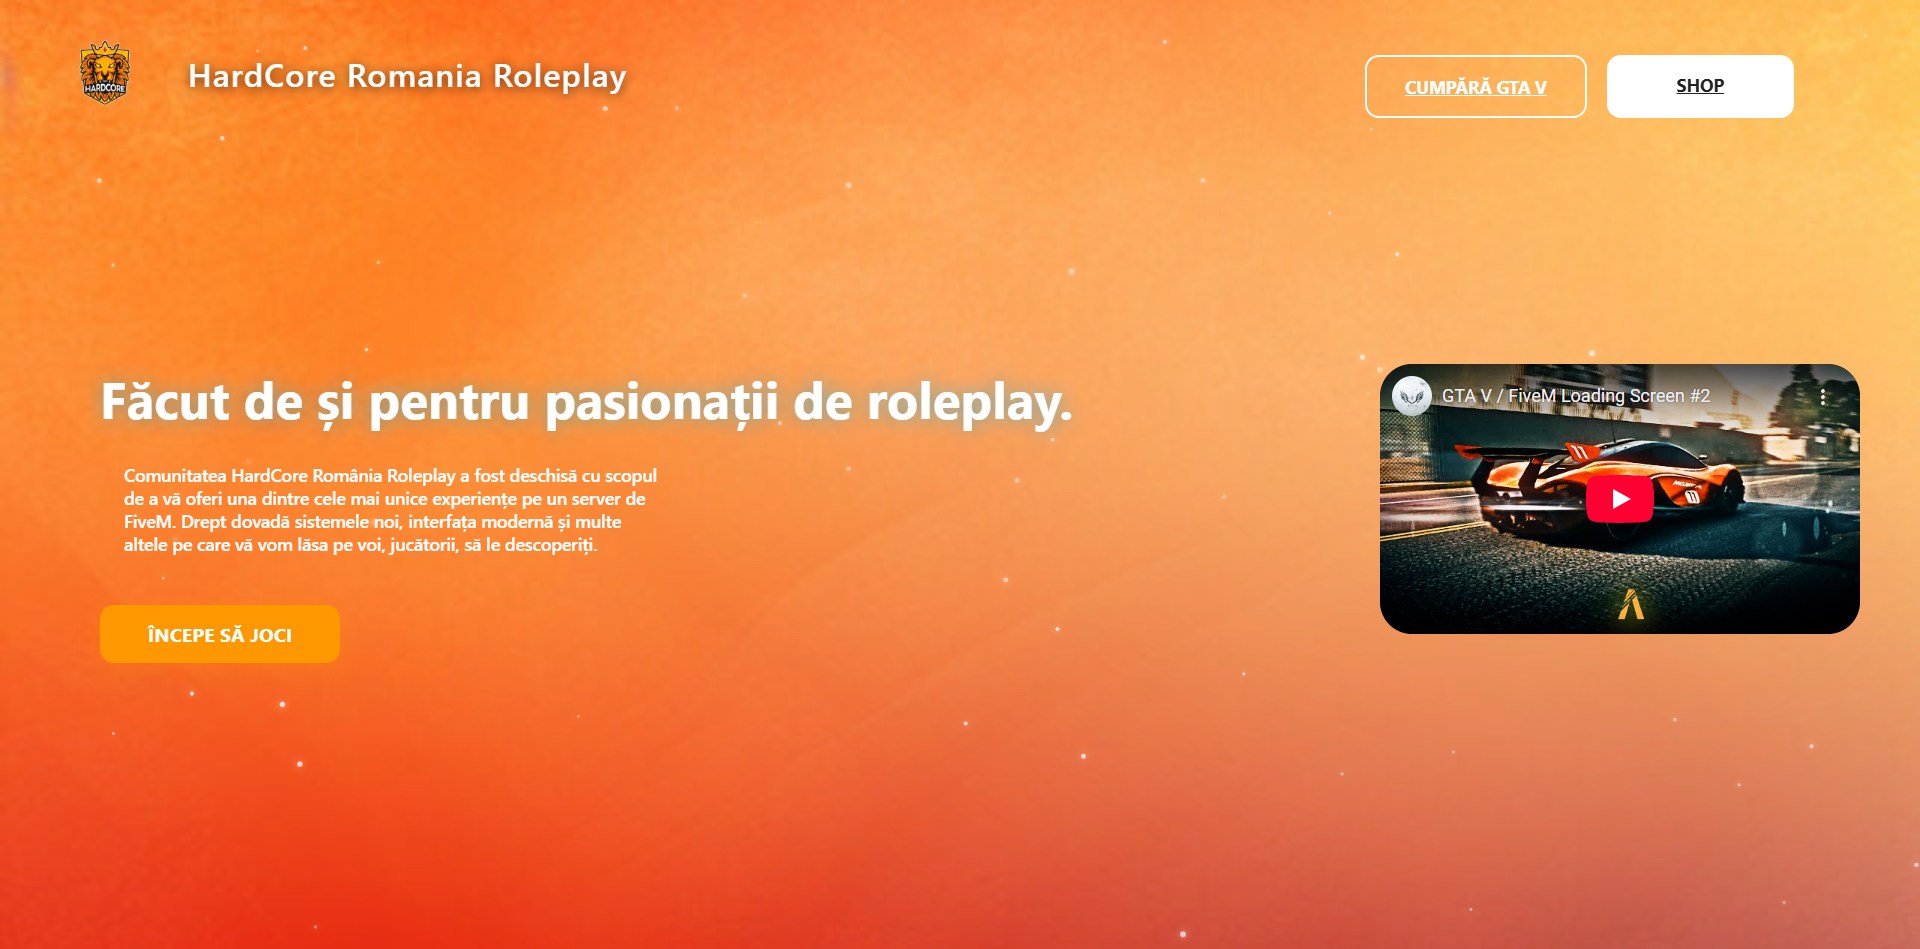 HARDCORE
HardCore Romania Roleplay
CUMPĂRĂ GTA V
SHOP
Făcut de și pentru pasionații de roleplay.
Comunitatea HardCore România Roleplay a fost deschisă cu scopul
de a vă oferi una dintre cele mai unice experiențe pe un server de
FiveM. Drept dovadă sistemele noi, interfața modernă și multe
altele pe care vă vom lăsa pe voi, jucătorii, să le descoperiți.
ÎNCEPE SĂ JOCI
GTA V / FiveM Loading Screen #2
11
McLaren
11